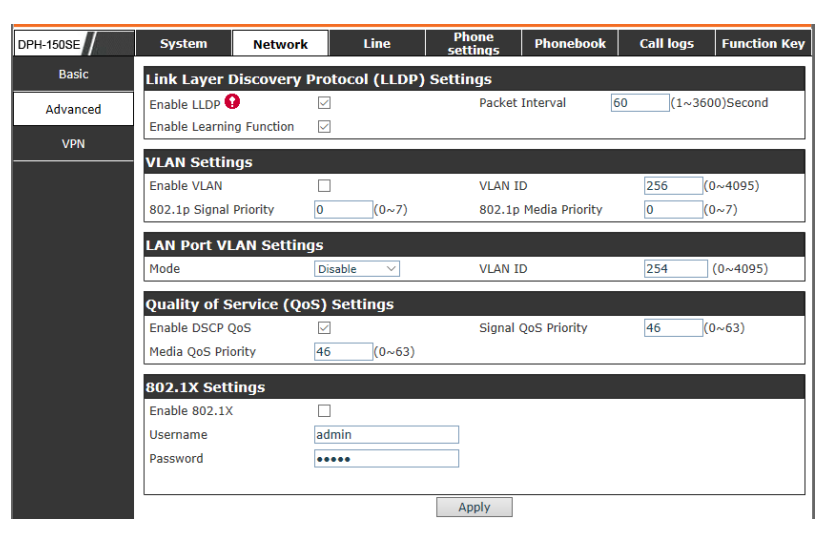 DPH-150SE System Network Line Phone settings Phonebook Call logs Function Key
Basic
Advanced
VPN
Link Layer Discovery Protocol (LLDP) Settings
Enable LLDP Packet Interval 60 (1~3600)Second
Enable Learning Function
VLAN Settings
Enable VLAN VLAN ID 256 (0~4095)
802.1p Signal Priority 0 (0~7) 802.1p Media Priority 0 (0~7)
LAN Port VLAN Settings
Mode Disable VLAN ID 254 (0~4095)
Quality of Service (QoS) Settings
Enable DSCP QoS Signal QoS Priority 46 (0~63)
Media QoS Priority 46 (0~63)
802.1X Settings
Enable 802.1X
Username admin
Password •••••
Apply